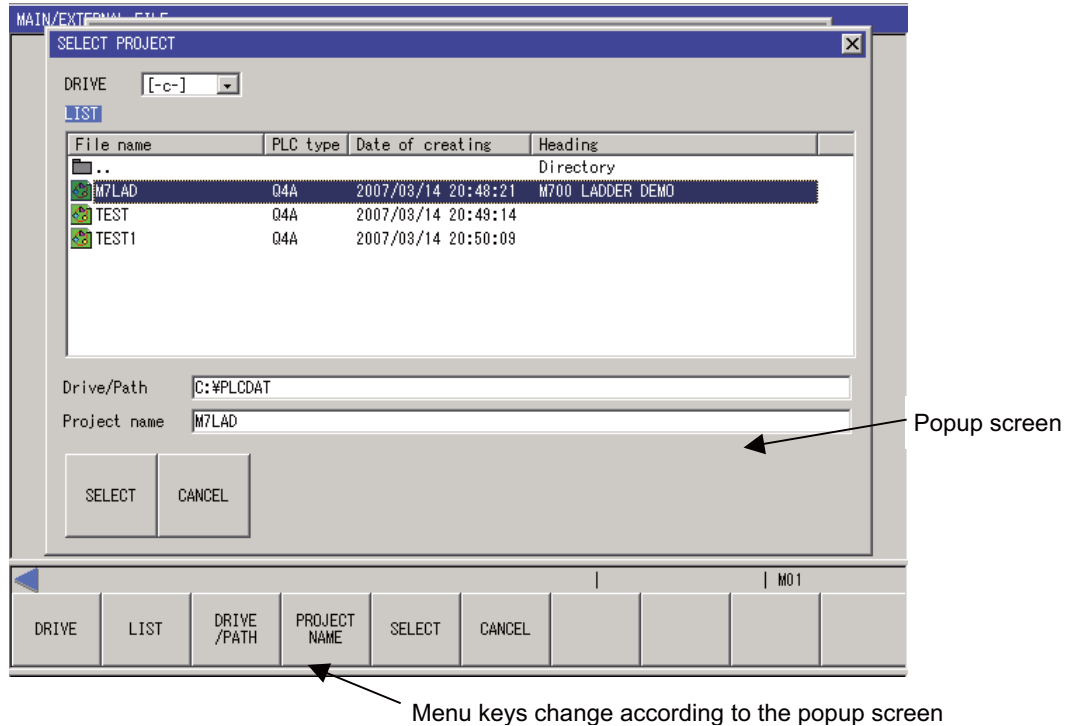 MAIN/EXTERNAL FILE
SELECT PROJECT
DRIVE [-c-]
LIST
File name PLC type Date of creating Heading
.. Directory
M7LAD Q4A 2007/03/14 20:48:21 M700 LADDER DEMO
TEST Q4A 2007/03/14 20:49:14
TEST1 Q4A 2007/03/14 20:50:09
Drive/Path C:¥PLCDAT
Project name M7LAD
Popup screen
SELECT CANCEL
M01
DRIVE LIST DRIVE /PATH PROJECT NAME SELECT CANCEL
Menu keys change according to the popup screen